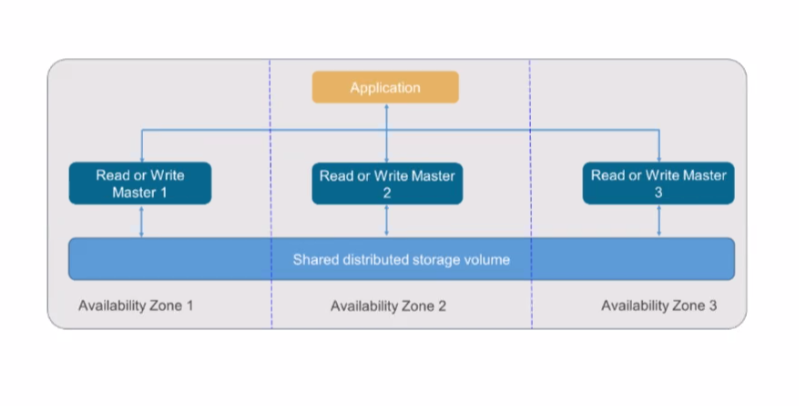 Application
Read or Write
Master 1
Read or Write Master
2
Read or Write Master
3
Shared distributed storage volume
Availability Zone 1
Availability Zone 2
Availability Zone 3